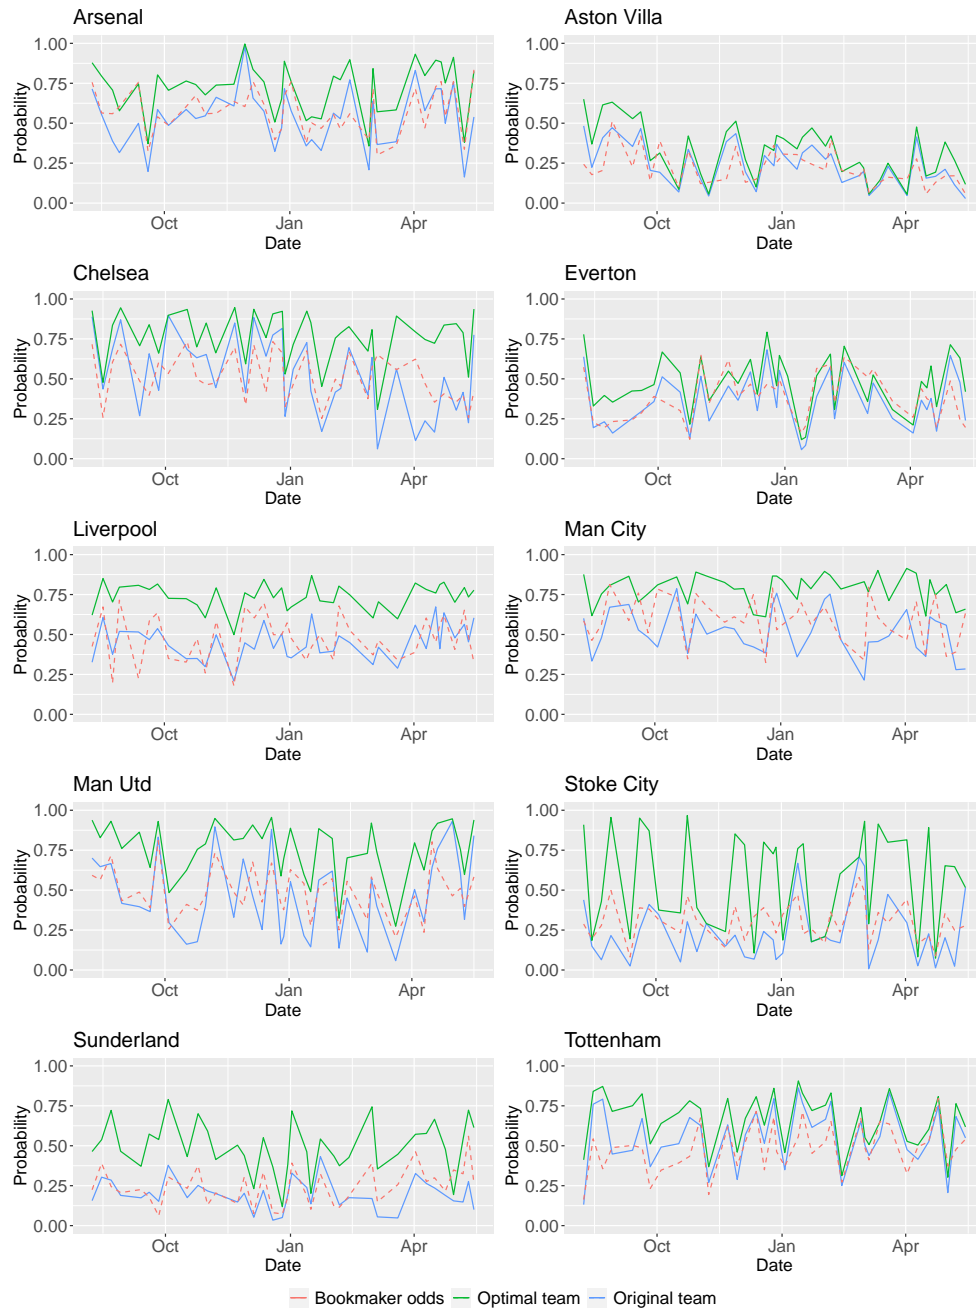 Arsenal
Aston Villa
Probability
1.00
0.75
0.50
0.25
0.00
Oct
Jan
Apr
Date
Probability
1.00
0.75
0.50
0.25
0.00
Oct
Jan
Apr
Date
Chelsea
Everton
Probability
1.00
0.75
0.50
0.25
0.00
Oct
Jan
Apr
Date
Probability
1.00
0.75
0.50
0.25
0.00
Oct
Jan
Apr
Date
Liverpool
Man City
Probability
1.00
0.75
0.50
0.25
0.00
Oct
Jan
Apr
Date
Probability
1.00
0.75
0.50
0.25
0.00
Oct
Jan
Apr
Date
Man Utd
Stoke City
Probability
1.00
0.75
0.50
0.25
0.00
Oct
Jan
Apr
Date
Probability
1.00
0.75
0.50
0.25
0.00
Oct
Jan
Apr
Date
Sunderland
Tottenham
Probability
1.00
0.75
0.50
0.25
0.00
Oct
Jan
Apr
Date
Probability
1.00
0.75
0.50
0.25
0.00
Oct
Jan
Apr
Date
Bookmaker odds Optimal team Original team